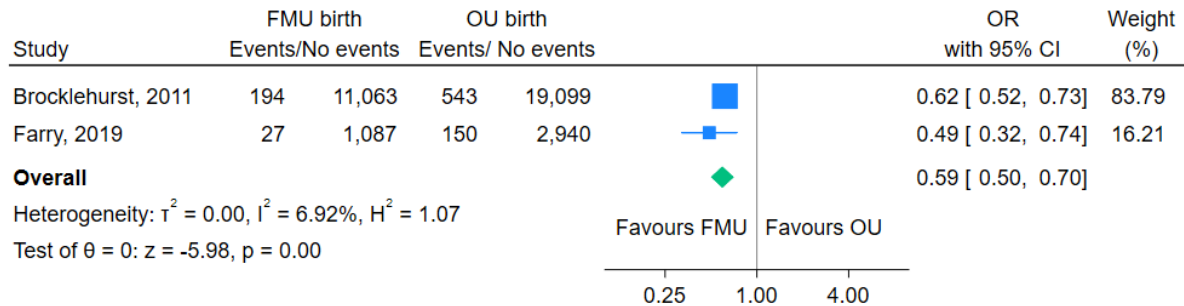 FMU birth OU birth OR Weight
Study Events/No events Events/ No events with 95% CI (%)
Brocklehurst, 2011 194 11,063 543 19,099 0.62 [ 0.52, 0.73] 83.79
Farry, 2019 27 1,087 150 2,940 0.49 [ 0.32, 0.74] 16.21
Overall 0.59 [ 0.50, 0.70]
Heterogeneity: τ² = 0.00, I² = 6.92%, H² = 1.07
Favours FMU Favours OU
Test of θ = 0: z = -5.98, p = 0.00
0.25 1.00 4.00